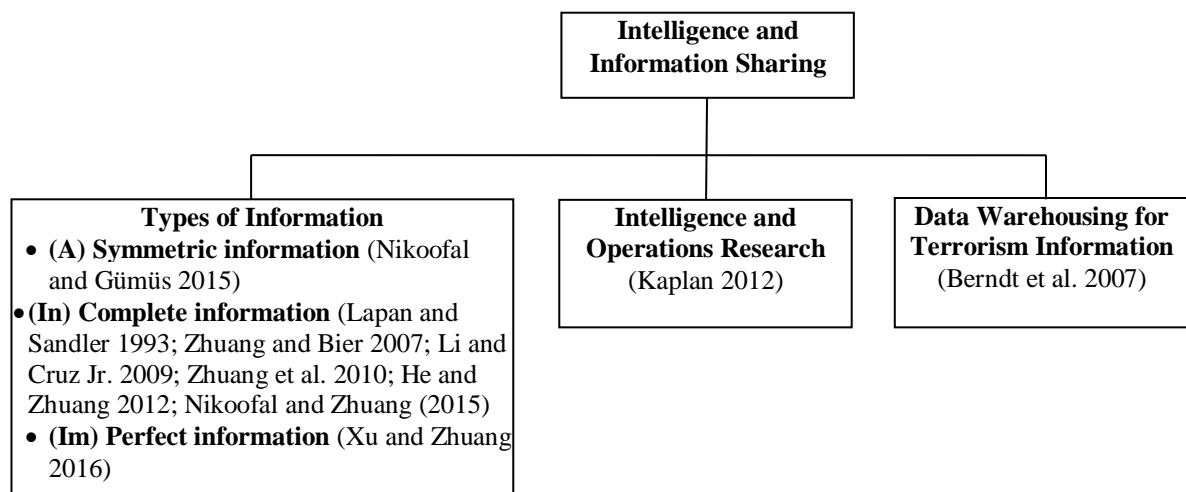 Intelligence and
Information Sharing
Types of Information
• (A) Symmetric information (Nikoofal
and Gümüs 2015)
• (In) Complete information (Lapan and
Sandler 1993; Zhuang and Bier 2007; Li and
Cruz Jr. 2009; Zhuang et al. 2010; He and
Zhuang 2012; Nikoofal and Zhuang (2015)
• (Im) Perfect information (Xu and Zhuang
2016)
Intelligence and
Operations Research
(Kaplan 2012)
Data Warehousing for
Terrorism Information
(Berndt et al. 2007)